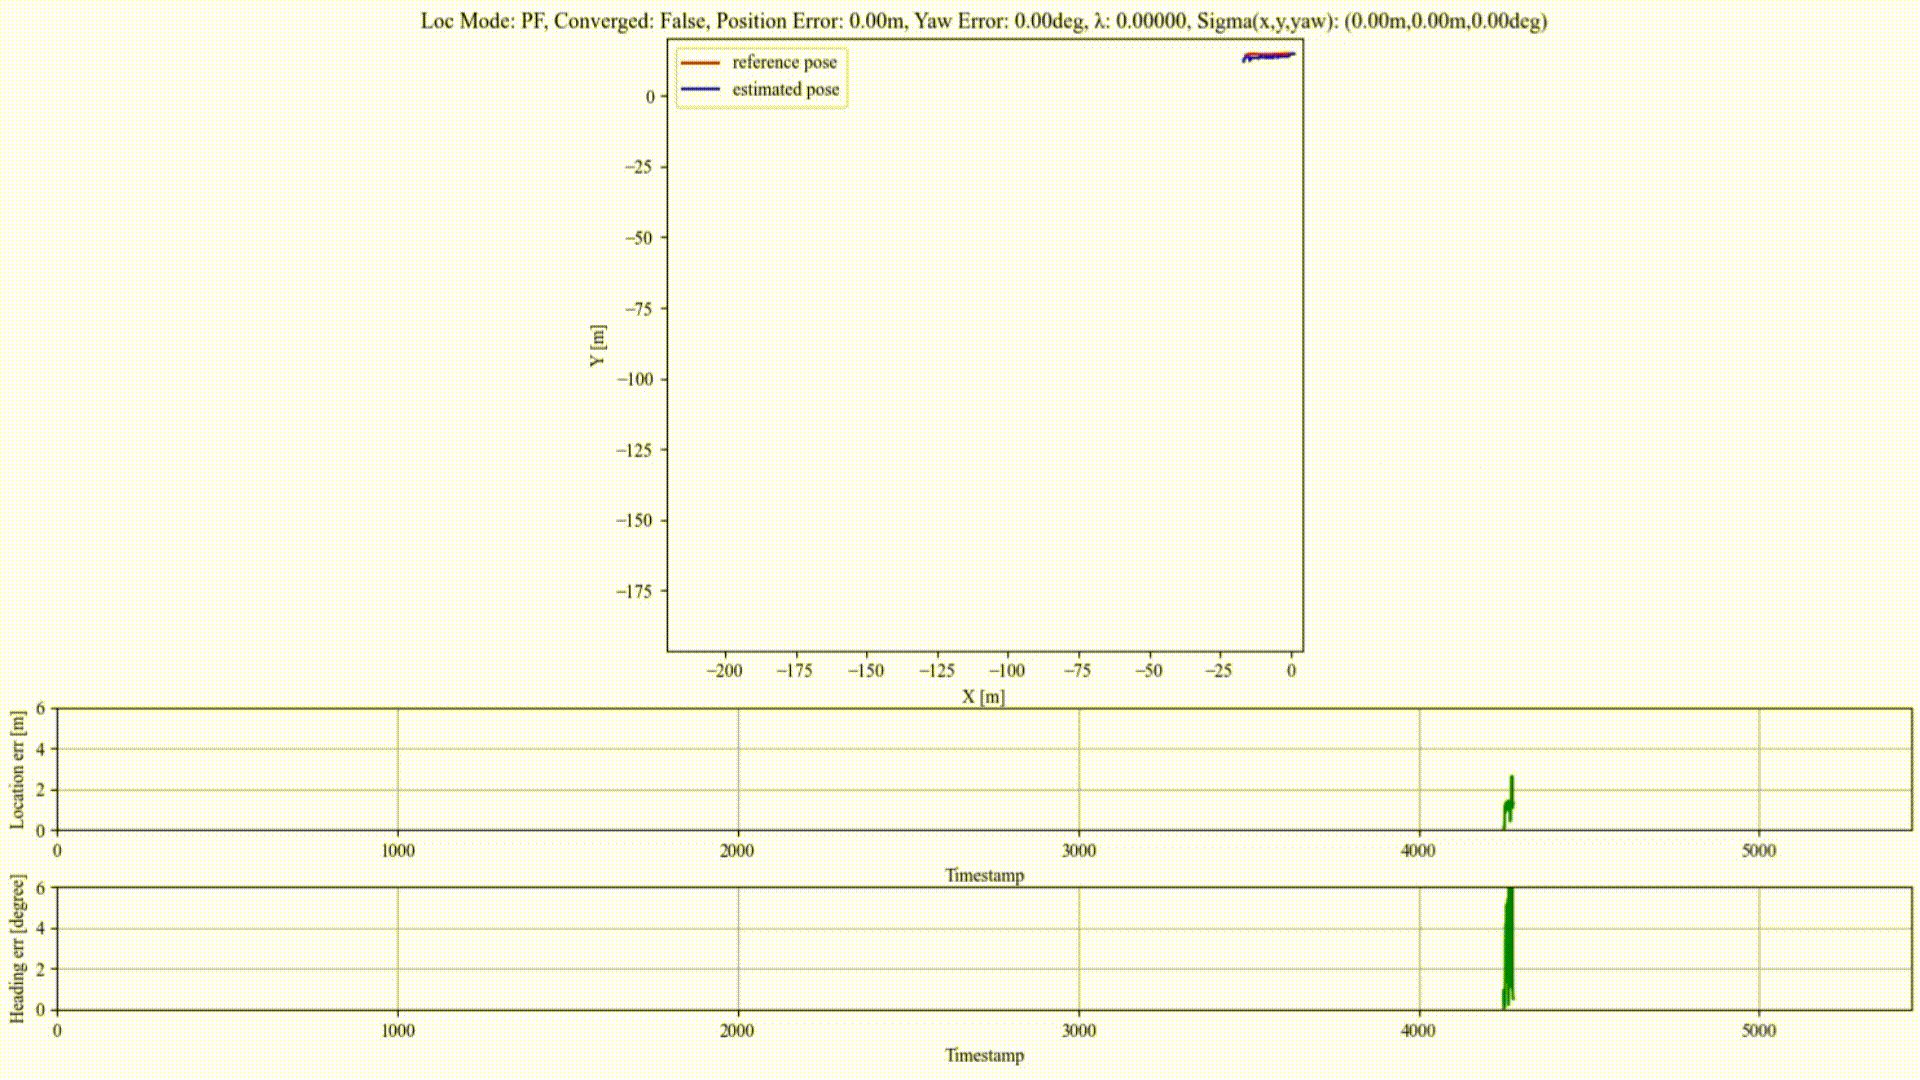 Loc Mode: PF, Converged: False, Position Error: 0.00m, Yaw Error: 0.00deg, λ: 0.00000, Sigma(x,y,yaw): (0.00m,0.00m,0.00deg)
reference pose
estimated pose
0
−25
−50
−75
−100
−125
−150
−175
Y [m]
−200 −175 −150 −125 −100 −75 −50 −25 0
X [m]
Location err [m]
6
4
2
0
0 1000 2000 3000 4000 5000
Timestamp
Heading err [degree]
6
4
2
0
0 1000 2000 3000 4000 5000
Timestamp